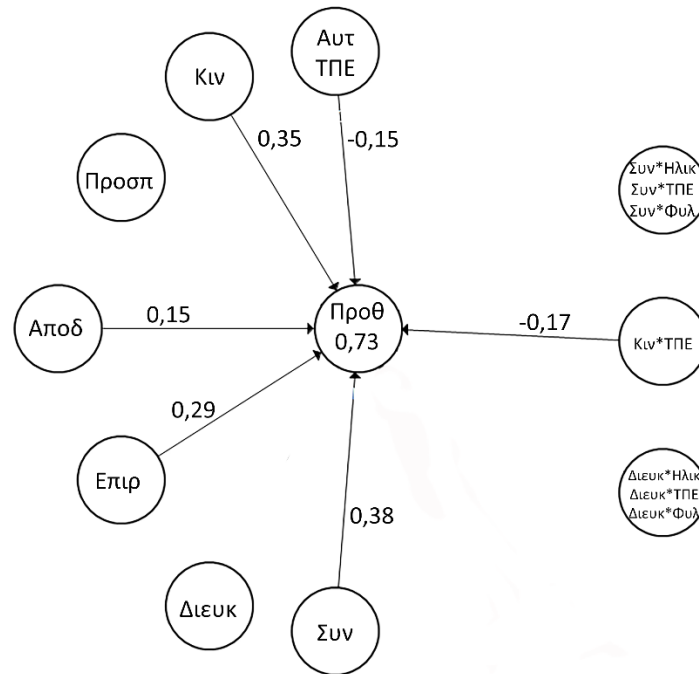 Αυτ
ΤΠΕ
Κιν
0,35
-0,15
Προσπ
Συν*Ηλικ
Συν*ΤΠΕ
Συν*Φυλ
Αποδ
0,15
Προθ
0,73
-0,17
Κιν*ΤΠΕ
0,29
Επιρ
Διευκ*Ηλικ
Διευκ*ΤΠΕ
Διευκ*Φυλ
0,38
Διευκ
Συν